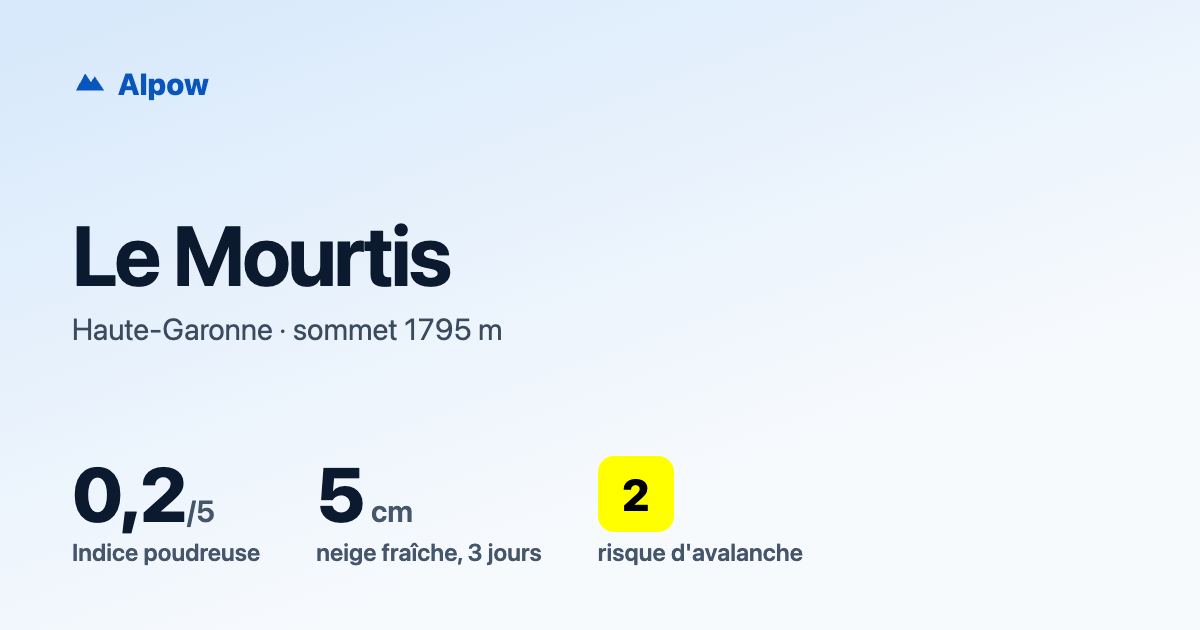 Alpow
Le Mourtis
Haute-Garonne · sommet 1795 m
0,2/5
Indice poudreuse
5 cm
neige fraîche, 3 jours
2
risque d'avalanche